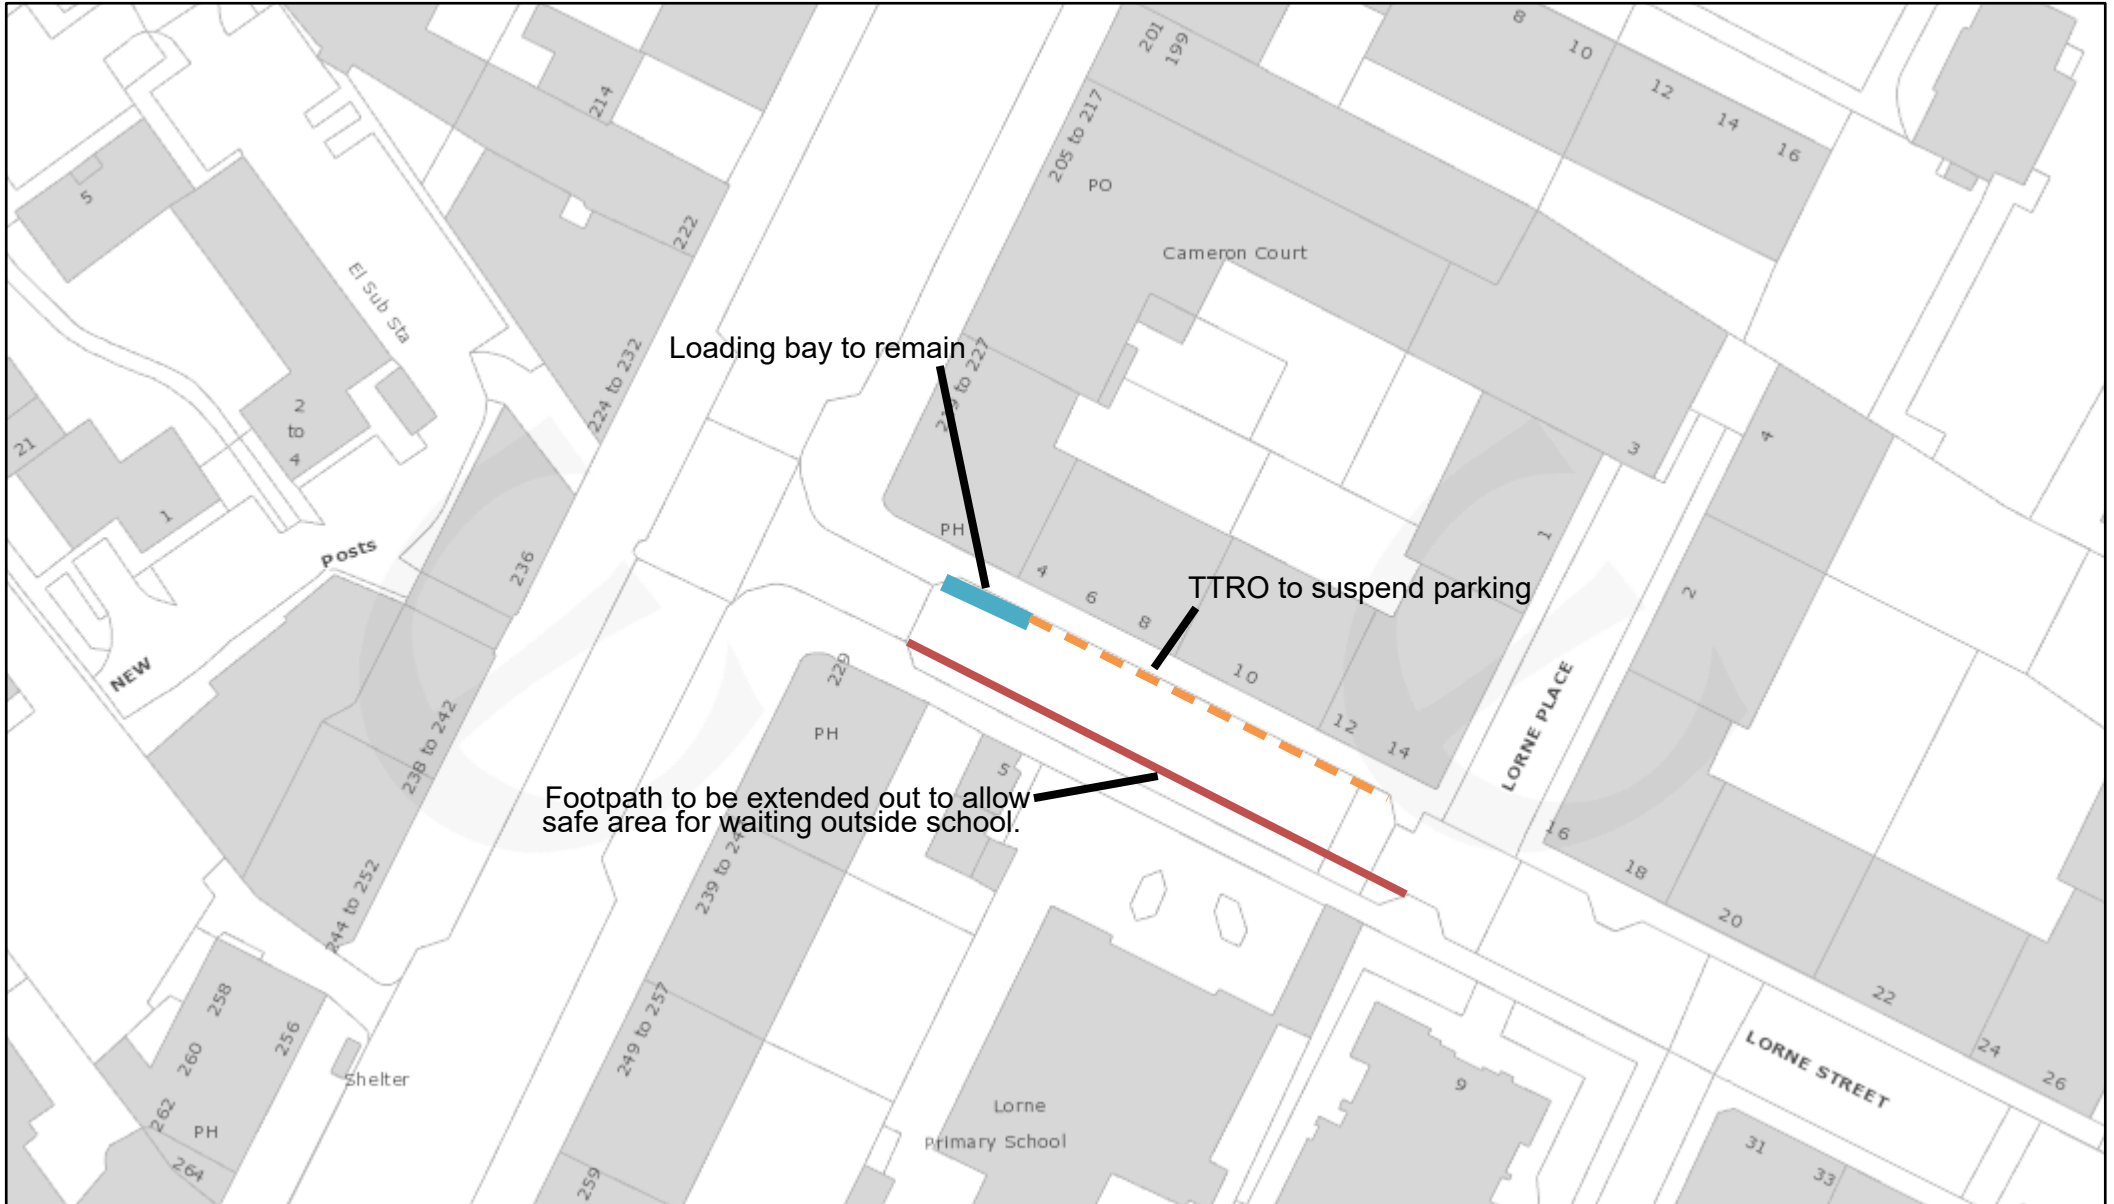 8
10
12
14
16
201
199
214
205 to 217
PO
5
222
Cameron Court
El Sub Sta
Loading bay to remain
219 to 227
224 to 232
2
to
4
21
1
3
4
PH
Posts
236
4
6
8
TTRO to suspend parking
1
2
10
12
14
LORNE PLACE
NEW
229
PH
238 to 242
5
Footpath to be extended out to allow
safe area for waiting outside school.
239 to 24
16
18
20
22
24
26
LORNE STREET
244 to 252
258
256
260
262
264
PH
Shelter
249 to 257
259
Lorne
Primary School
9
31
33